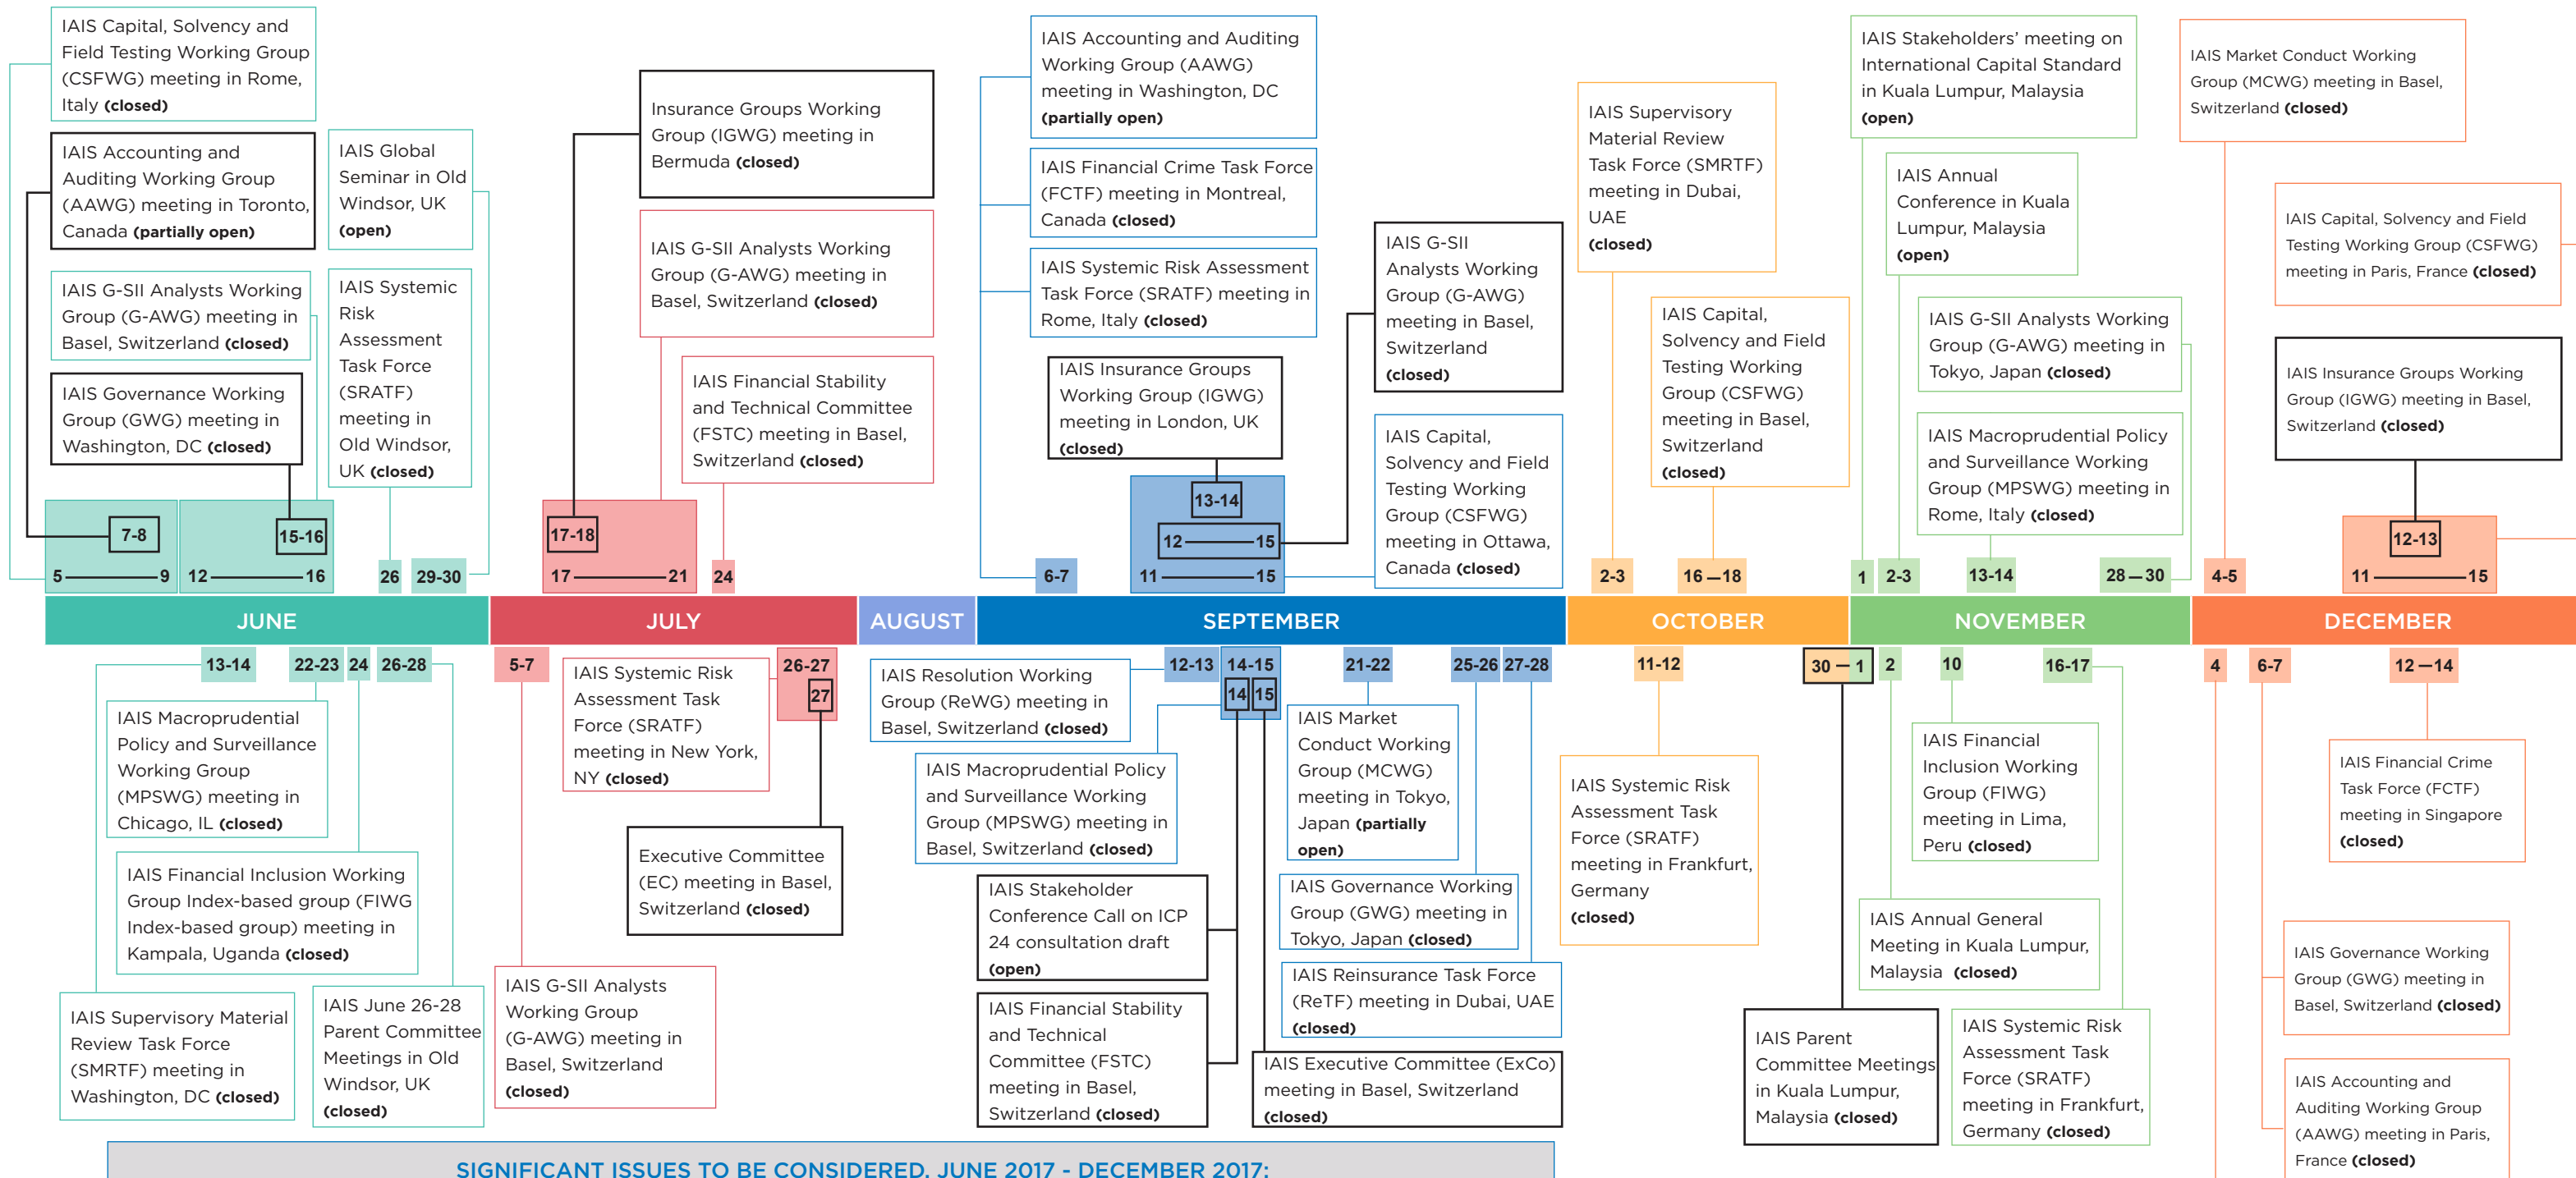 IAIS Capital, Solvency and
Field Testing Working Group
(CSFWG) meeting in Rome,
Italy (closed)
IAIS Accounting and
Auditing Working Group
(AAWG) meeting in Toronto,
Canada (partially open)
IAIS G-SII Analysts Working
Group (G-AWG) meeting in
Basel, Switzerland (closed)
IAIS Governance Working
Group (GWG) meeting in
Washington, DC (closed)
IAIS Global
Seminar in Old
Windsor, UK
(open)
IAIS Systemic
Risk
Assessment
Task Force
(SRATF)
meeting in
Old Windsor,
UK (closed)
Insurance Groups Working
Group (IGWG) meeting in
Bermuda (closed)
IAIS G-SII Analysts Working
Group (G-AWG) meeting in
Basel, Switzerland (closed)
IAIS Financial Stability
and Technical Committee
(FSTC) meeting in Basel,
Switzerland (closed)
IAIS Accounting and Auditing
Working Group (AAWG)
meeting in Washington, DC
(partially open)
IAIS Financial Crime Task Force
(FCTF) meeting in Montreal,
Canada (closed)
IAIS Systemic Risk Assessment
Task Force (SRATF) meeting in
Rome, Italy (closed)
IAIS Insurance Groups
Working Group (IGWG)
meeting in London, UK
(closed)
IAIS G-SII
Analysts Working
Group (G-AWG)
meeting in Basel,
Switzerland
(closed)
IAIS Capital,
Solvency and Field
Testing Working
Group (CSFWG)
meeting in Ottawa,
Canada (closed)
IAIS Supervisory
Material Review
Task Force (SMRTF)
meeting in Dubai,
UAE
(closed)
IAIS Capital,
Solvency and Field
Testing Working
Group (CSFWG)
meeting in Basel,
Switzerland
(closed)
IAIS Stakeholders' meeting on
International Capital Standard
in Kuala Lumpur, Malaysia
(open)
IAIS Annual
Conference in Kuala
Lumpur, Malaysia
(open)
IAIS G-SII Analysts Working
Group (G-AWG) meeting in
Tokyo, Japan (closed)
IAIS Macroprudential Policy
and Surveillance Working
Group (MPSWG) meeting in
Rome, Italy (closed)
IAIS Market Conduct Working
Group (MCWG) meeting in Basel,
Switzerland (closed)
IAIS Capital, Solvency and Field
Testing Working Group (CSFWG)
meeting in Paris, France (closed)
IAIS Insurance Groups Working
Group (IGWG) meeting in Basel,
Switzerland (closed)
7-8
15-16
17-18
13-14
12 — 15
12-13
5 — 9
12 — 16
26
29-30
17 — 21
24
6-7
11 — 15
2-3
16 — 18
1
2-3
13-14
28 — 30
4-5
11 — 15
JUNE
JULY
AUGUST
SEPTEMBER
OCTOBER
NOVEMBER
DECEMBER
13-14
22-23
24
26-28
5-7
26-27
27
12-13
14-15
14
15
21-22
25-26
27-28
11-12
30 — 1
2
10
16-17
4
6-7
12 — 14
IAIS Macroprudential
Policy and Surveillance
Working Group
(MPSWG) meeting in
Chicago, IL (closed)
IAIS Financial Inclusion Working
Group Index-based group (FIWG
Index-based group) meeting in
Kampala, Uganda (closed)
IAIS Supervisory Material
Review Task Force
(SMRTF) meeting in
Washington, DC (closed)
IAIS June 26-28
Parent Committee
Meetings in Old
Windsor, UK
(closed)
IAIS Systemic Risk
Assessment Task
Force (SRATF)
meeting in New York,
NY (closed)
Executive Committee
(EC) meeting in Basel,
Switzerland (closed)
IAIS G-SII Analysts
Working Group
(G-AWG) meeting in
Basel, Switzerland
(closed)
IAIS Resolution Working
Group (ReWG) meeting in
Basel, Switzerland (closed)
IAIS Macroprudential Policy
and Surveillance Working
Group (MPSWG) meeting in
Basel, Switzerland (closed)
IAIS Stakeholder
Conference Call on ICP
24 consultation draft
(open)
IAIS Financial Stability
and Technical
Committee (FSTC)
meeting in Basel,
Switzerland (closed)
IAIS Market
Conduct Working
Group (MCWG)
meeting in Tokyo,
Japan (partially
open)
IAIS Governance Working
Group (GWG) meeting in
Tokyo, Japan (closed)
IAIS Reinsurance Task Force
(ReTF) meeting in Dubai, UAE
(closed)
IAIS Executive Committee (ExCo)
meeting in Basel, Switzerland
(closed)
IAIS Systemic Risk
Assessment Task
Force (SRATF)
meeting in Frankfurt,
Germany
(closed)
IAIS Parent
Committee Meetings
in Kuala Lumpur,
Malaysia (closed)
IAIS Financial
Inclusion Working
Group (FIWG)
meeting in Lima,
Peru (closed)
IAIS Annual General
Meeting in Kuala Lumpur,
Malaysia (closed)
IAIS Systemic Risk
Assessment Task
Force (SRATF)
meeting in Frankfurt,
Germany (closed)
IAIS Financial Crime
Task Force (FCTF)
meeting in Singapore
(closed)
IAIS Governance Working
Group (GWG) meeting in
Basel, Switzerland (closed)
IAIS Accounting and
Auditing Working Group
(AAWG) meeting in Paris,
France (closed)
SIGNIFICANT ISSUES TO BE CONSIDERED, JUNE 2017 - DECEMBER 2017: